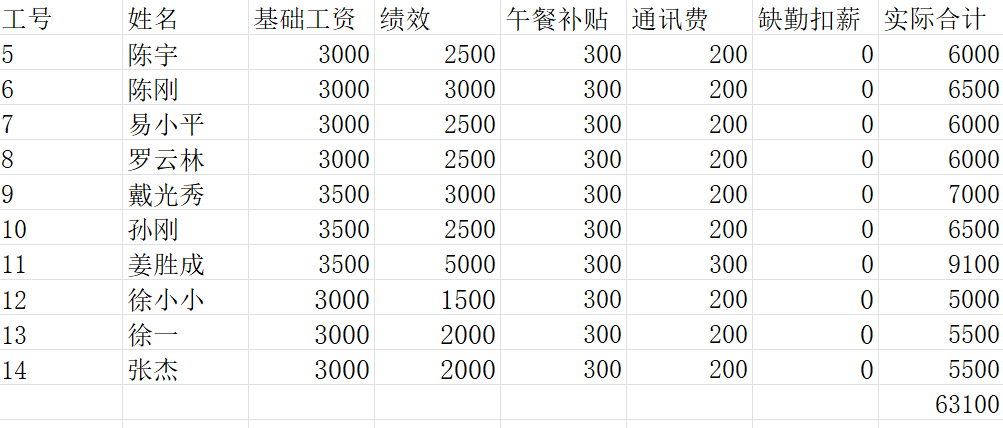 工号 姓名 基础工资 绩效 午餐补贴 通讯费 缺勤扣薪 实际合计
5 陈宇 3000 2500 300 200 0 6000
6 陈刚 3000 3000 300 200 0 6500
7 易小平 3000 2500 300 200 0 6000
8 罗云林 3000 2500 300 200 0 6000
9 戴光秀 3500 3000 300 200 0 7000
10 孙刚 3500 2500 300 200 0 6500
11 姜胜成 3500 5000 300 300 0 9100
12 徐小小 3000 1500 300 200 0 5000
13 徐一 3000 2000 300 200 0 5500
14 张杰 3000 2000 300 200 0 5500
63100